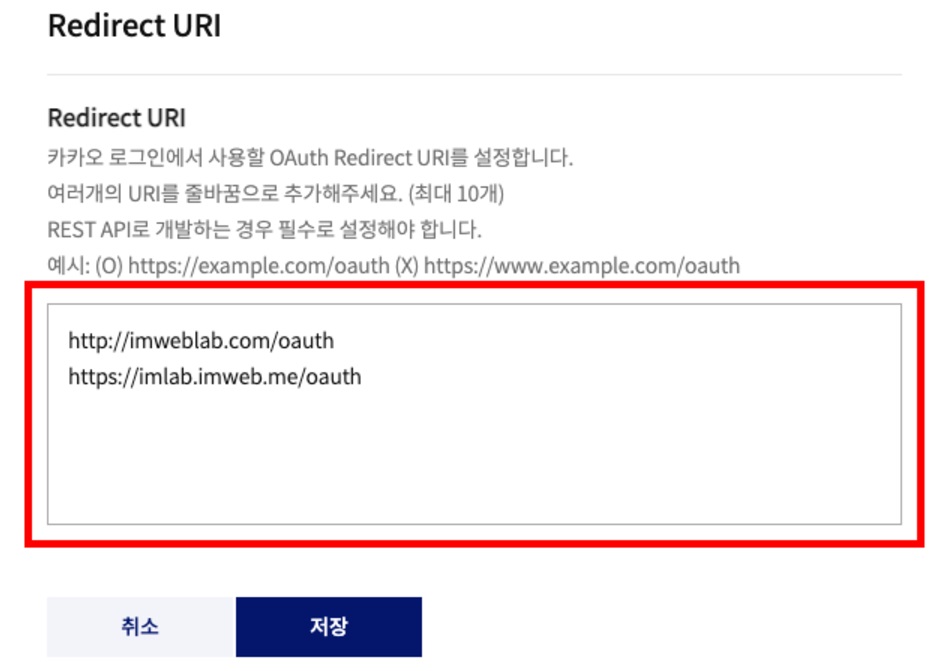 Redirect URI
Redirect URI
카카오 로그인에서 사용할 OAuth Redirect URI를 설정합니다.
여러개의 URI를 줄바꿈으로 추가해주세요. (최대 10개)
REST API로 개발하는 경우 필수로 설정해야 합니다.
예시: (O) https://example.com/oauth (X) https://www.example.com/oauth
http://imweblab.com/oauth
https://imlab.imweb.me/oauth
취소 저장